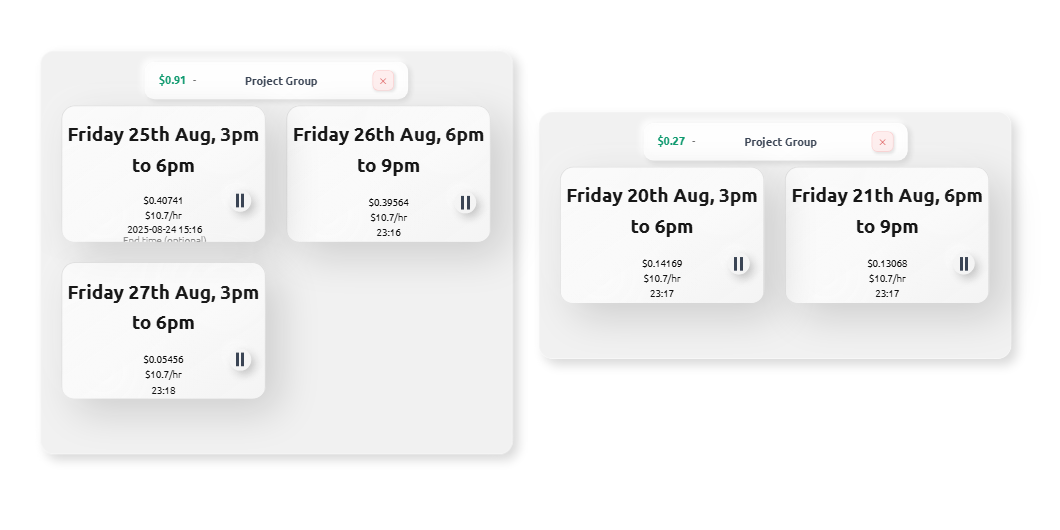 $0.91 - Project Group ×
Friday 25th Aug, 3pm
to 6pm
$0.40741
$10.7/hr
2025-08-24 15:16
End time (optional)
Friday 26th Aug, 6pm
to 9pm
$0.39564
$10.7/hr
23:16
Friday 27th Aug, 3pm
to 6pm
$0.05456
$10.7/hr
23:18
$0.27 - Project Group ×
Friday 20th Aug, 3pm
to 6pm
$0.14169
$10.7/hr
23:17
Friday 21th Aug, 6pm
to 9pm
$0.13068
$10.7/hr
23:17